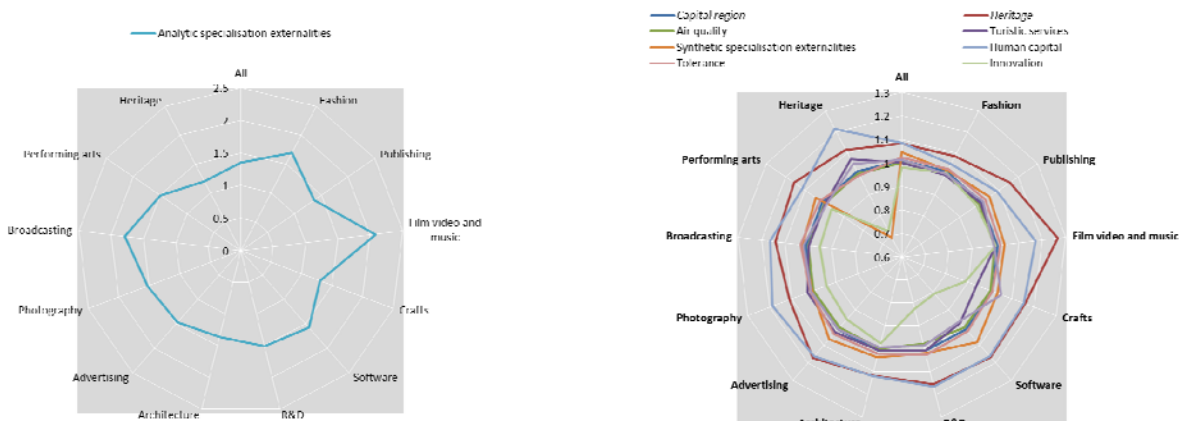 Analytic specialisation externalities
All
2.5
Heritage
Fashion
2
Performing arts
1.5
Publishing
1
Broadcasting
0.5
Film video and
music
0
Photography
Crafts
Advertising
Software
Architecture
R&D
Capital region
Heritage
Air quality
Turistic services
Synthetic specialisation externalities
Human capital
Tolerance
Innovation
All
1.3
Heritage
Fashion
1.2
1.1
Performing arts
Publishing
1
0.9
0.8
Broadcasting
0.7
Film video and music
0.6
Photography
Crafts
Advertising
Software
Architecture
R&D